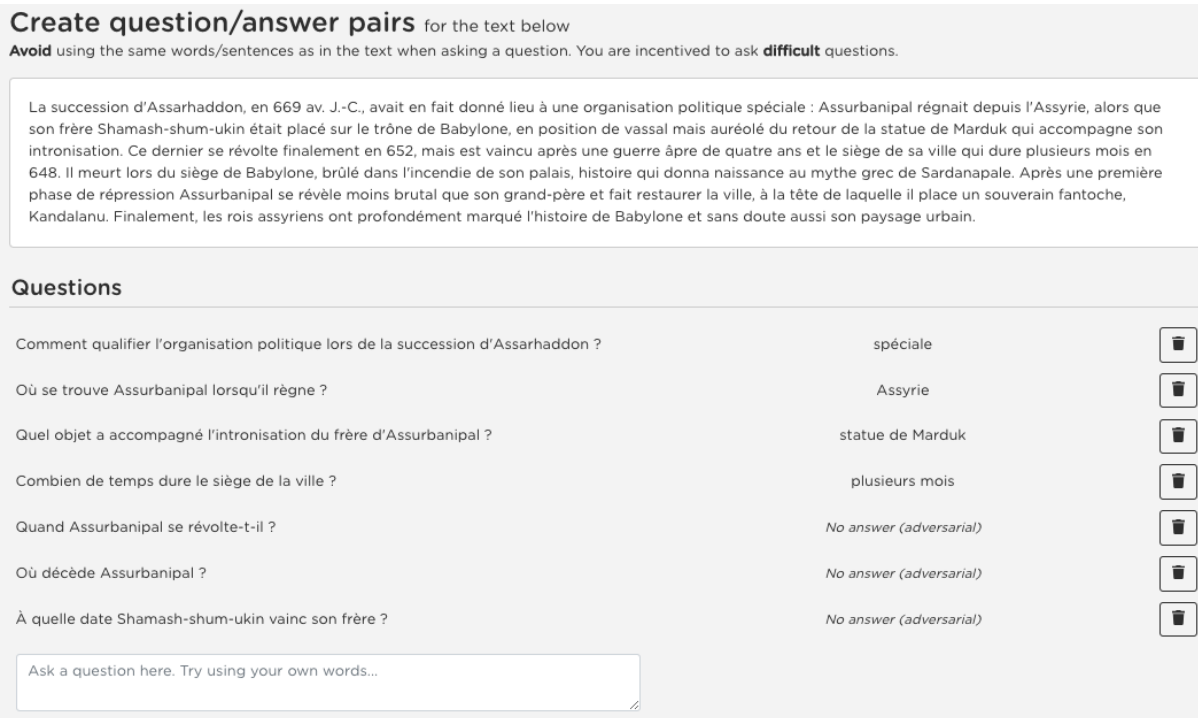 Create question/answer pairs for the text below
Avoid using the same words/sentences as in the text when asking a question. You are incentived to ask difficult questions.
La succession d'Assarhaddon, en 669 av. J.-C., avait en fait donné lieu à une organisation politique spéciale : Assurbanipal régnait depuis l'Assyrie, alors que
son frère Shamash-shum-ukin était placé sur le trône de Babylone, en position de vassal mais auréolé du retour de la statue de Marduk qui accompagne son
intronisation. Ce dernier se révolte finalement en 652, mais est vaincu après une guerre âpre de quatre ans et le siège de sa ville qui dure plusieurs mois en
648. Il meurt lors du siège de Babylone, brûlé dans l'incendie de son palais, histoire qui donna naissance au mythe grec de Sardanapale. Après une première
phase de répression Assurbanipal se révèle moins brutal que son grand-père et fait restaurer la ville, à la tête de laquelle il place un souverain fantoche,
Kandalanu. Finalement, les rois assyriens ont profondément marqué l'histoire de Babylone et sans doute aussi son paysage urbain.
Questions
Comment qualifier l'organisation politique lors de la succession d'Assarhaddon ? spéciale
Où se trouve Assurbanipal lorsqu'il règne ? Assyrie
Quel objet a accompagné l'intronisation du frère d'Assurbanipal ? statue de Marduk
Combien de temps dure le siège de la ville ? plusieurs mois
Quand Assurbanipal se révolte-t-il ? No answer (adversarial)
Où décède Assurbanipal ? No answer (adversarial)
À quelle date Shamash-shum-ukin vainc son frère ? No answer (adversarial)
Ask a question here. Try using your own words...